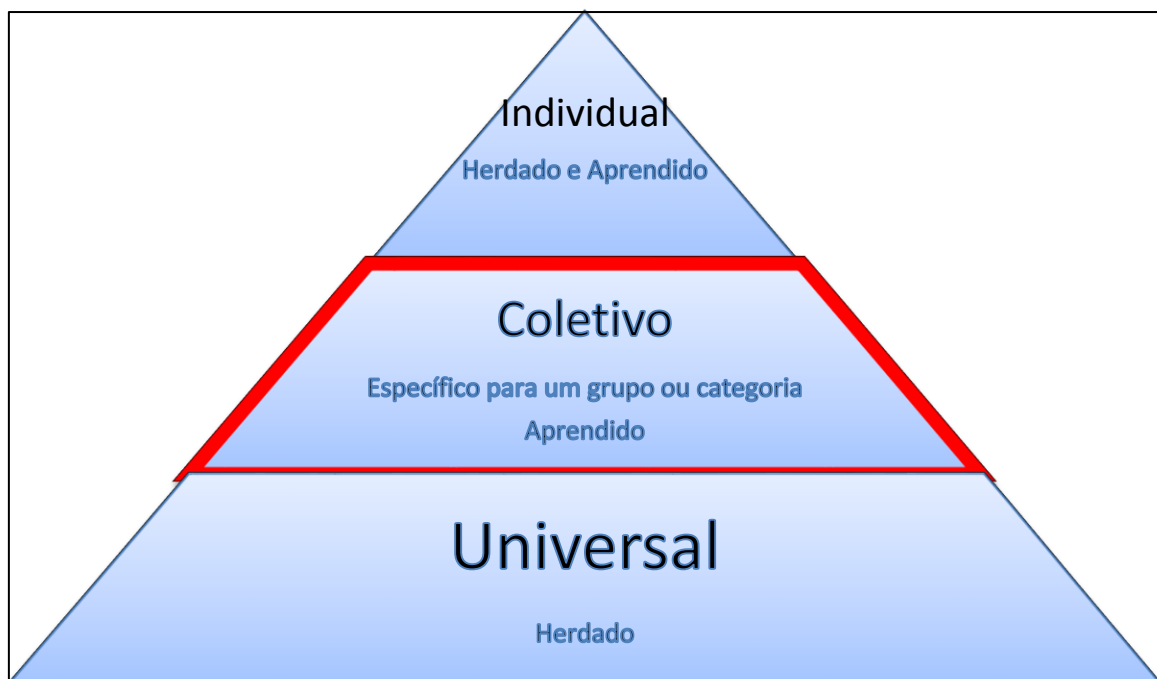 Individual
Herdado e Aprendido
Coletivo
Específico para um grupo ou categoria
Aprendido
Universal
Herdado